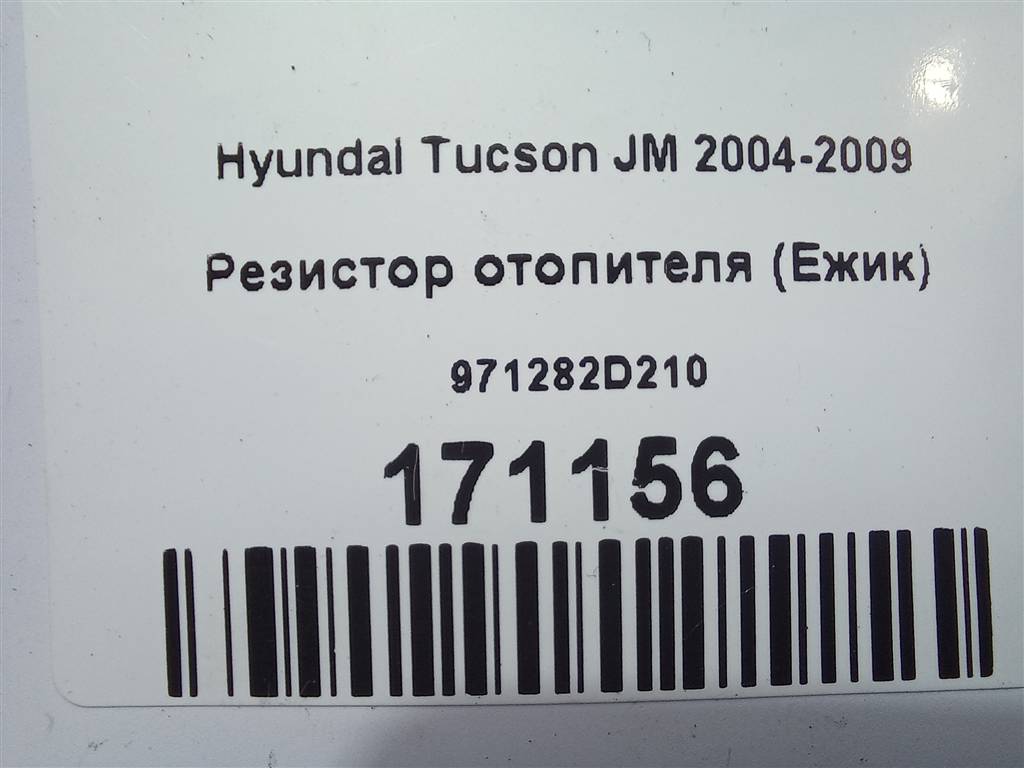 Hyundai Tucson JM 2004-2009
Резистор отопителя (Ежик)
971282D210
171156